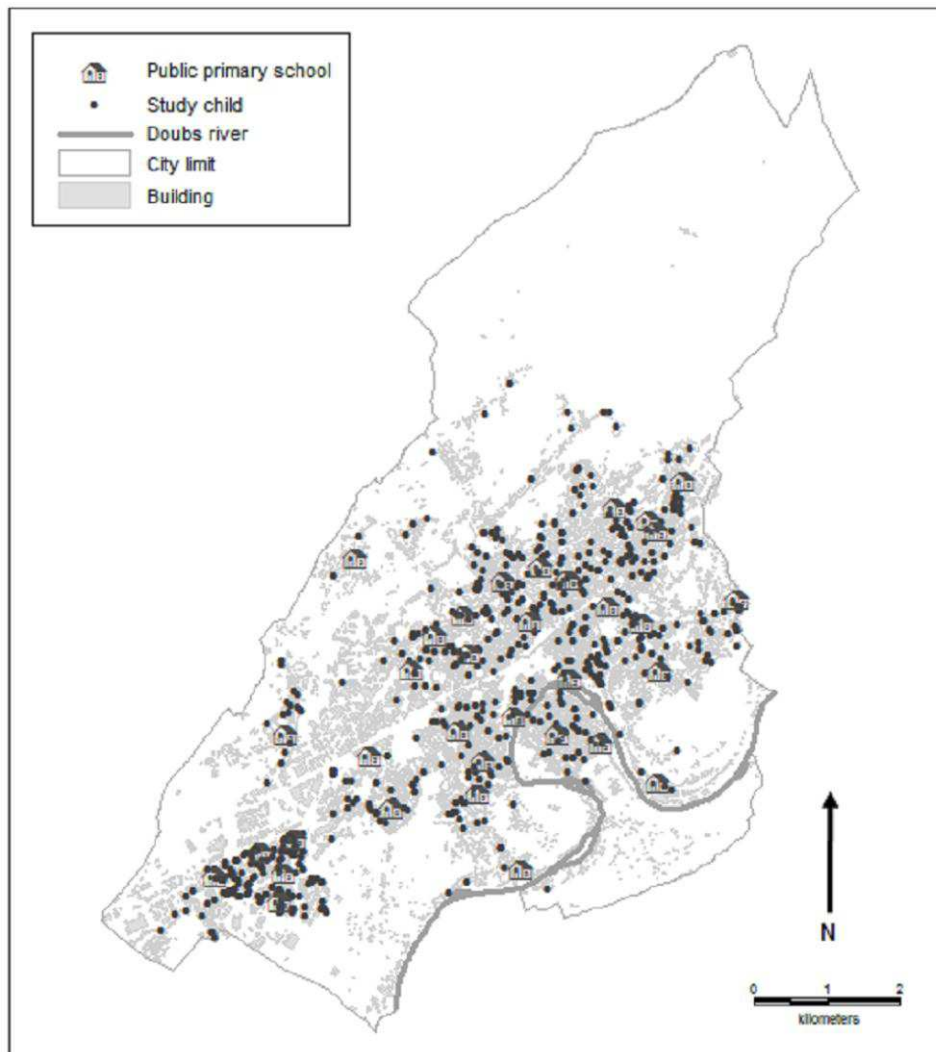 Public primary school
Study child
Doubs river
City limit
Building
N
0 1 2
kilometers